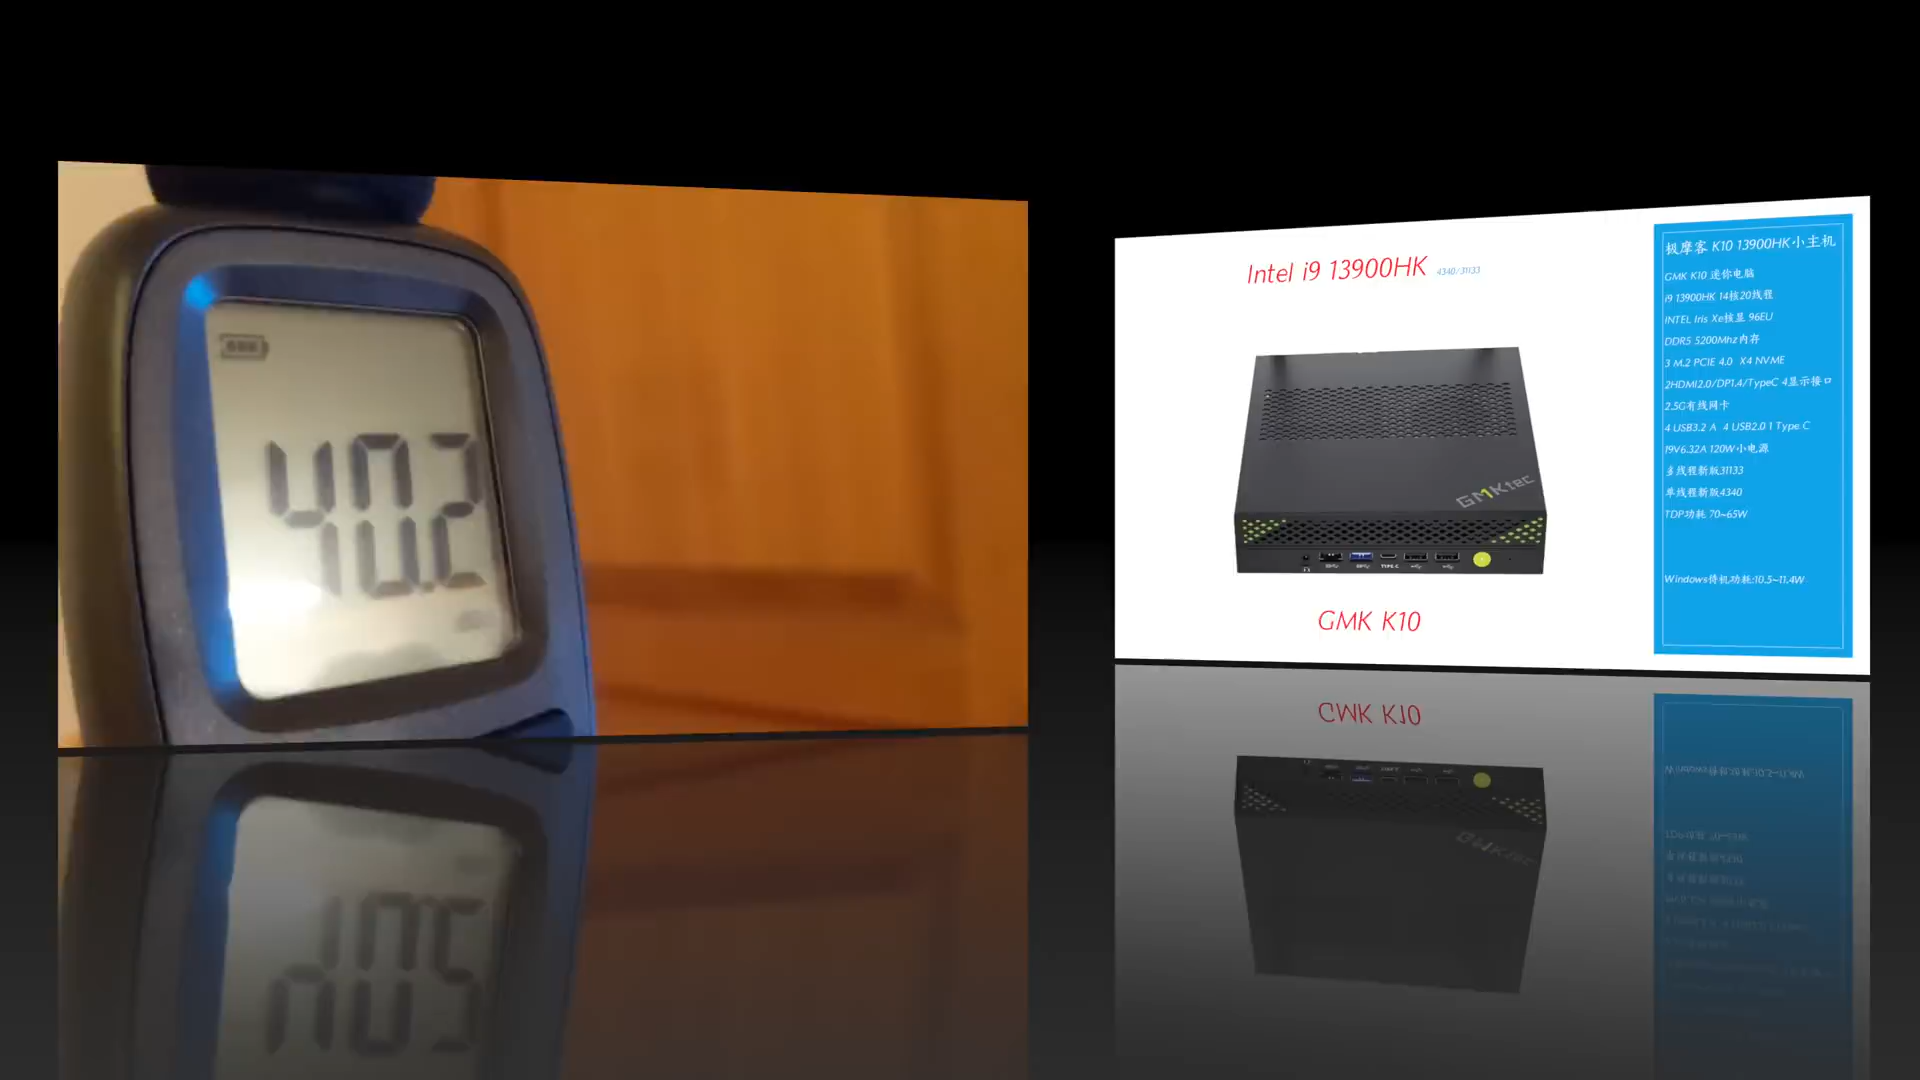 40.2
Intel i9 13900HK 4340/31133
GMKtec
TYPE-C
GMK K10
极摩客 K10 13900HK小主机
GMK K10 迷你电脑
i9 13900HK 14核20线程
INTEL Iris Xe核显 96EU
DDR5 5200Mhz内存
3 M.2 PCIE 4.0 X4 NVME
2HDMI2.0/DP1.4/TypeC 4显示接口
2.5G有线网卡
4 USB3.2 A 4 USB2.0 1 Type C
19V6.32A 120W小电源
多线程新版31133
单线程新版4340
TDP功耗 70~65W
Windows待机功耗:10.5~11.4W